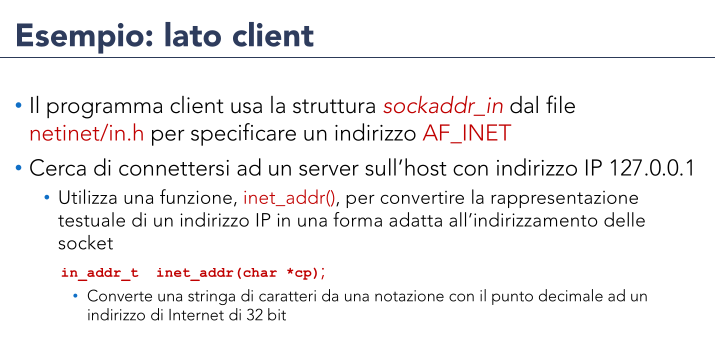 Esempio: lato client
• Il programma client usa la struttura sockaddr_in dal file
netinet/in.h per specificare un indirizzo AF_INET
• Cerca di connettersi ad un server sull'host con indirizzo IP 127.0.0.1
• Utilizza una funzione, inet_addr(), per convertire la rappresentazione
testuale di un indirizzo IP in una forma adatta all'indirizzamento delle
socket
in_addr_t  inet_addr(char *cp);
• Converte una stringa di caratteri da una notazione con il punto decimale ad un
indirizzo di Internet di 32 bit